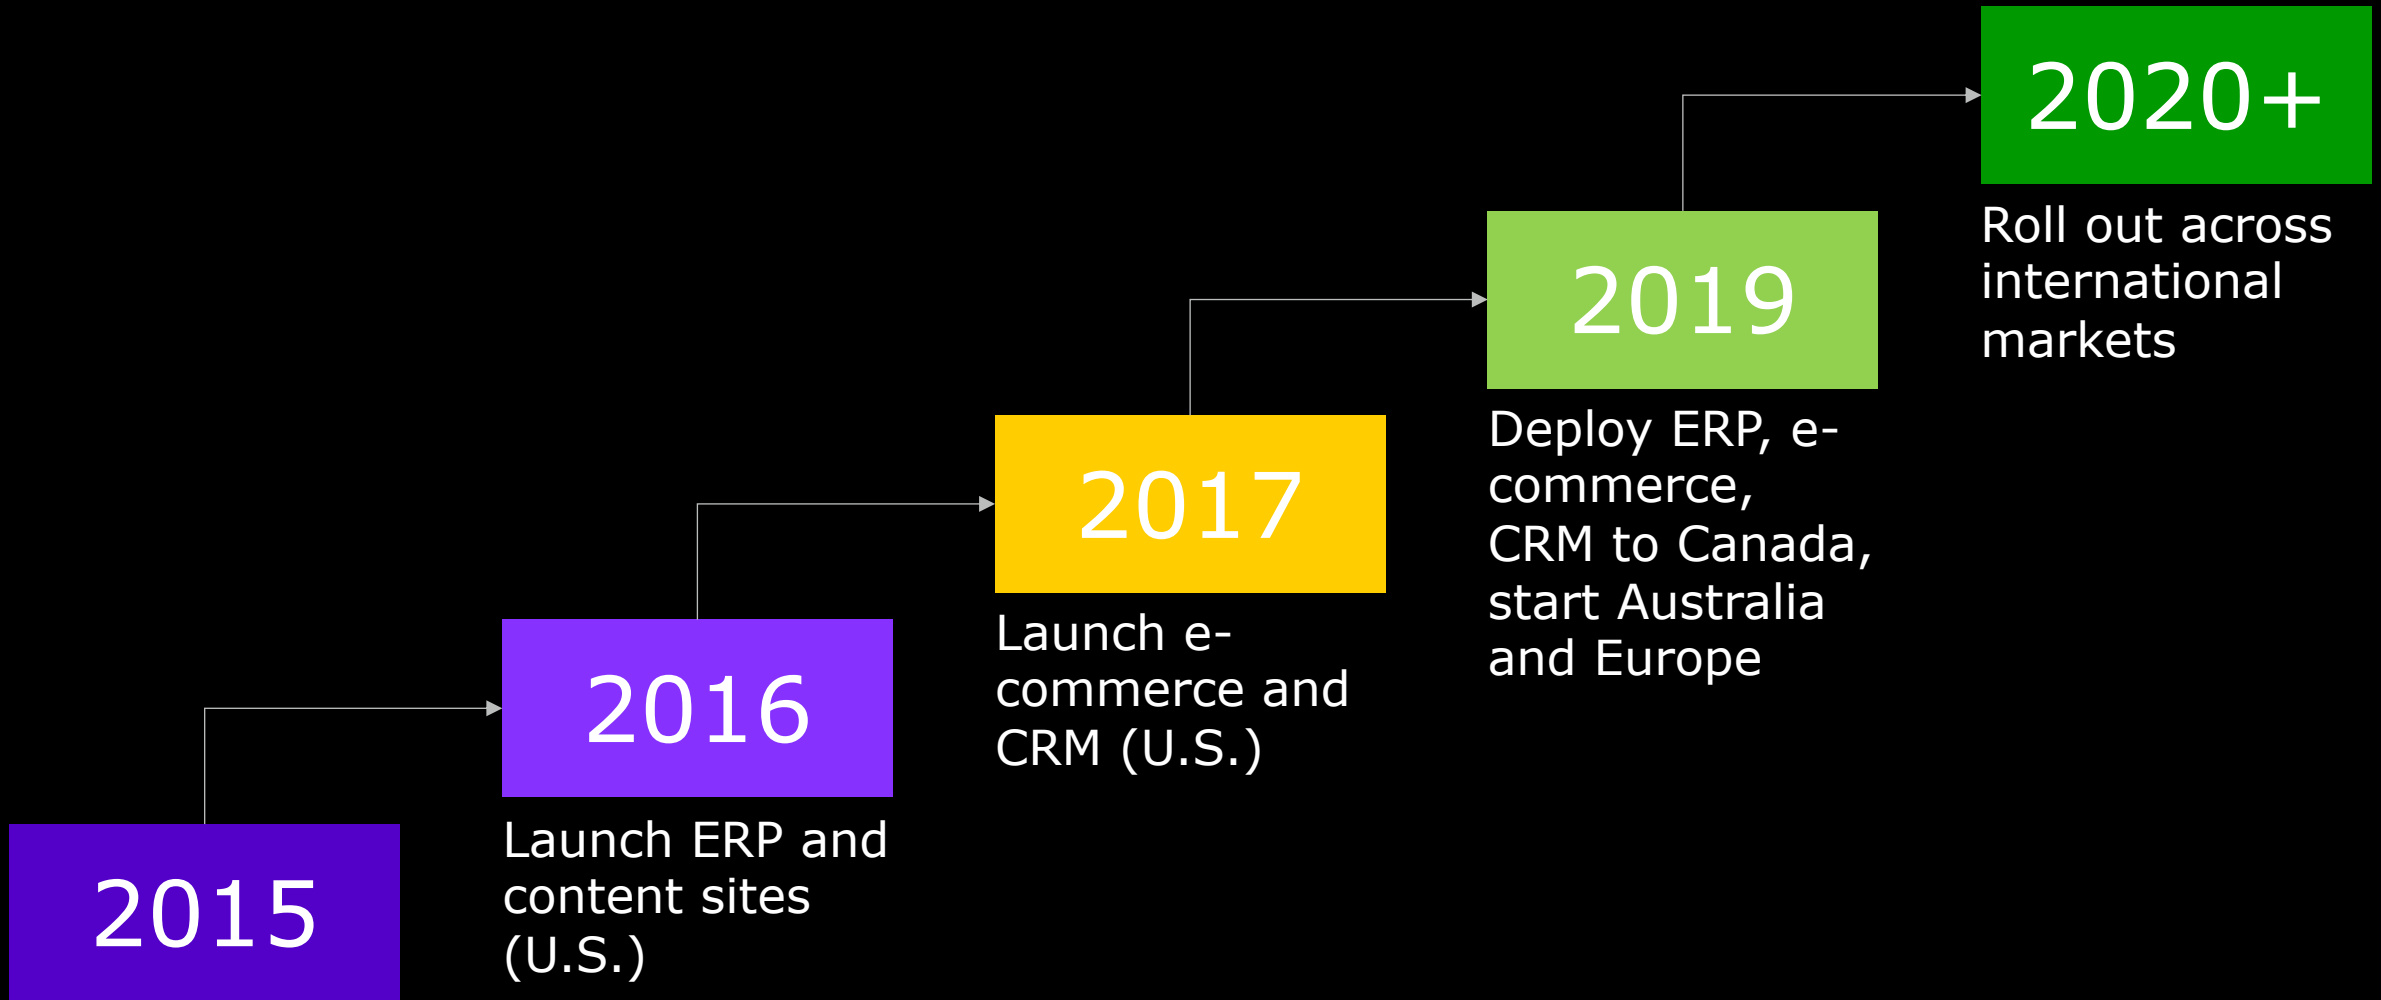 2015
2016
Launch ERP and
content sites
(U.S.)
2017
Launch e-
commerce and
CRM (U.S.)
2019
Deploy ERP, e-
commerce,
CRM to Canada,
start Australia
and Europe
2020+
Roll out across
international
markets